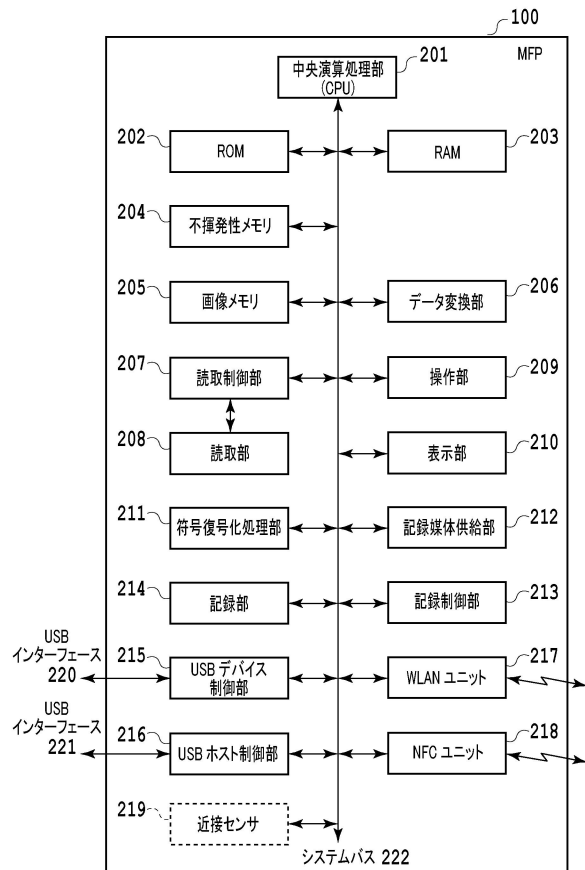 100
MFP
中央演算処理部
(CPU)
201
202
ROM
RAM
203
204
不揮発性メモリ
205
画像メモリ
データ変換部
206
207
読取制御部
操作部
209
208
読取部
表示部
210
211
符号復号化処理部
記録媒体供給部
212
214
記録部
記録制御部
213
USB
インターフェース
220
215
USB デバイス
制御部
WLAN ユニット
217
USB
インターフェース
221
216
USB ホスト制御部
NFC ユニット
218
219
近接センサ
システムバス 222